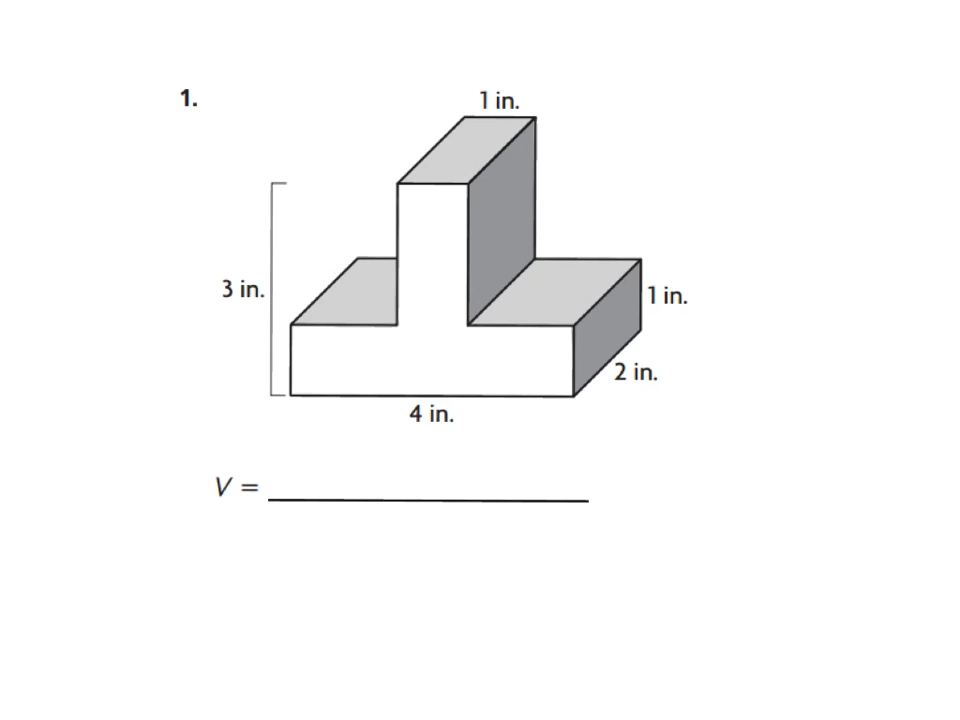 1.
1 in.
3 in.
1 in.
2 in.
4 in.
V =